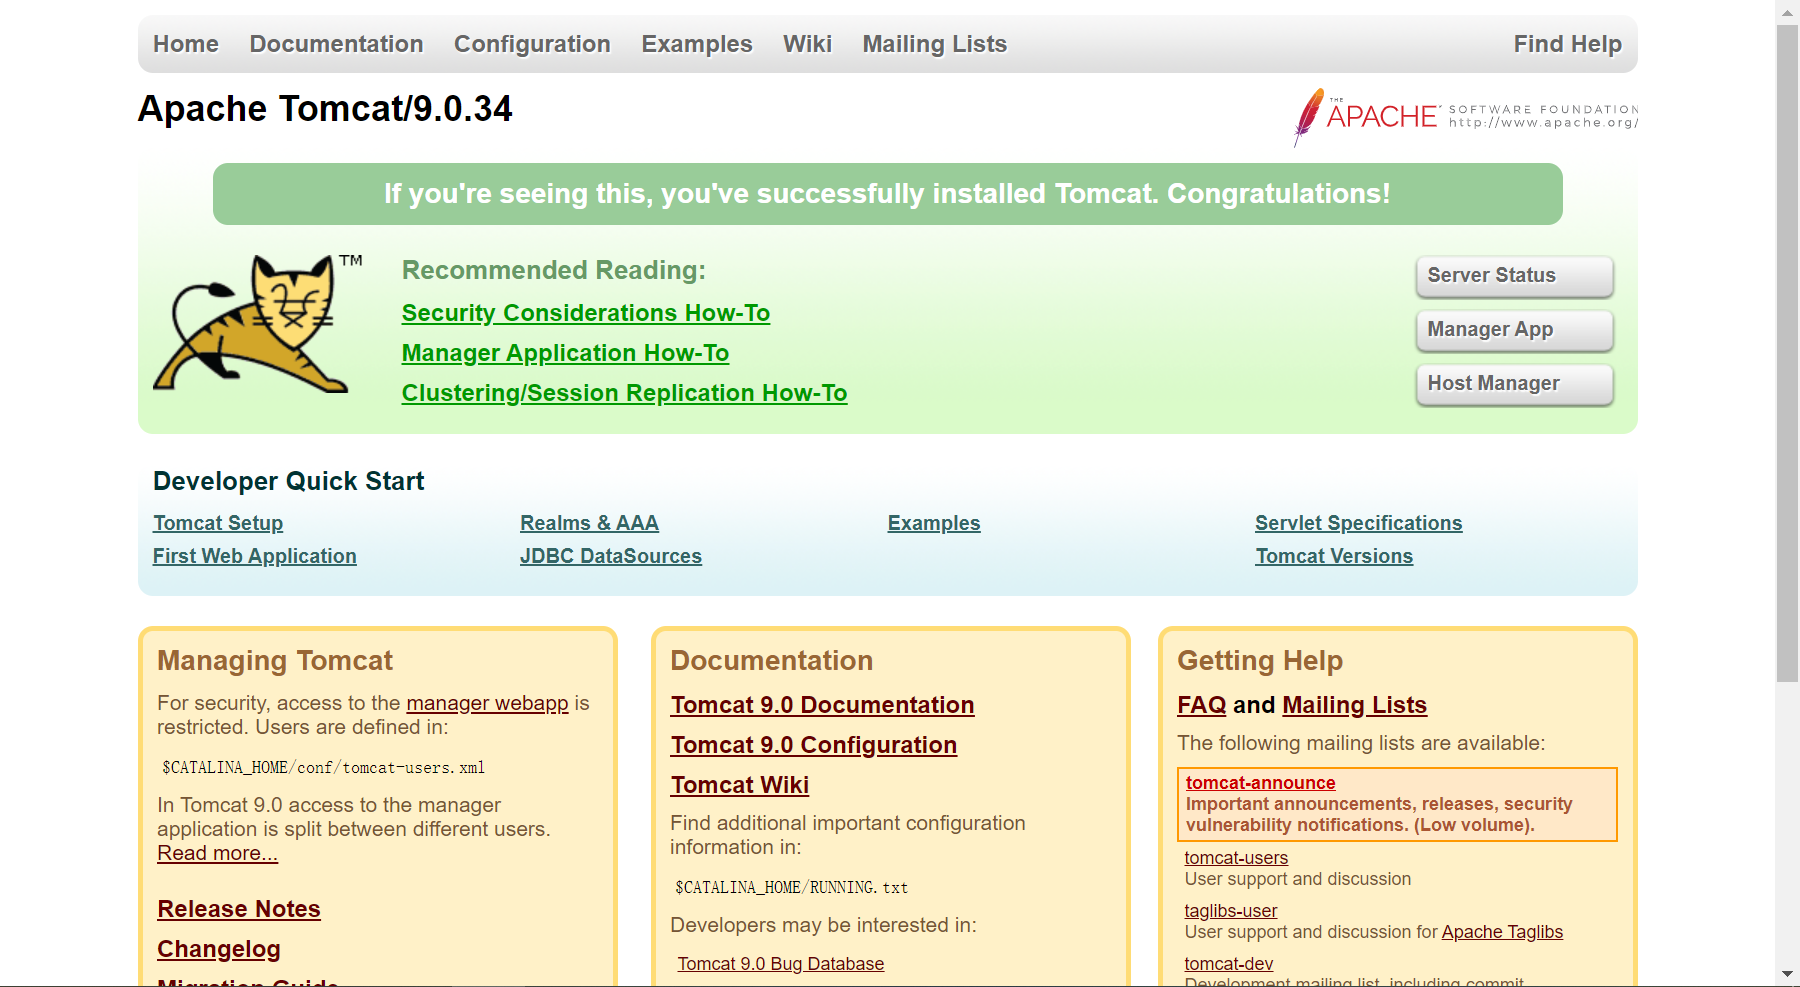 Home Documentation Configuration Examples Wiki Mailing Lists Find Help
Apache Tomcat/9.0.34
THE APACHE SOFTWARE FOUNDATION
http://www.apache.org/
If you're seeing this, you've successfully installed Tomcat. Congratulations!
TM
Recommended Reading:
Security Considerations How-To
Manager Application How-To
Clustering/Session Replication How-To
Server Status
Manager App
Host Manager
Developer Quick Start
Tomcat Setup
First Web Application
Realms & AAA
JDBC DataSources
Examples
Servlet Specifications
Tomcat Versions
Managing Tomcat
For security, access to the manager webapp is
restricted. Users are defined in:
$CATALINA_HOME/conf/tomcat-users.xml
In Tomcat 9.0 access to the manager
application is split between different users.
Read more...
Release Notes
Changelog
Migration Guide
Documentation
Tomcat 9.0 Documentation
Tomcat 9.0 Configuration
Tomcat Wiki
Find additional important configuration
information in:
$CATALINA_HOME/RUNNING.txt
Developers may be interested in:
Tomcat 9.0 Bug Database
Getting Help
FAQ and Mailing Lists
The following mailing lists are available:
tomcat-announce
Important announcements, releases, security
vulnerability notifications. (Low volume).
tomcat-users
User support and discussion
taglibs-user
User support and discussion for Apache Taglibs
tomcat-dev
Development mailing list, including commit